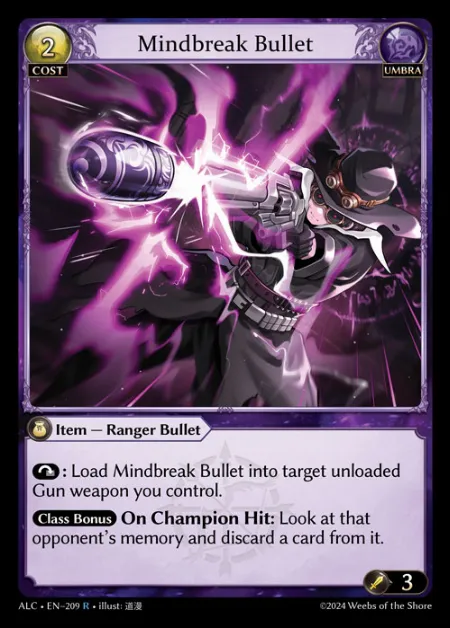 2
Mindbreak Bullet
COST
UMBRA
Item — Ranger Bullet
: Load Mindbreak Bullet into target unloaded
Gun weapon you control.
Class Bonus On Champion Hit: Look at that
opponent's memory and discard a card from it.
3
ALC • EN-209 R • illust: 道漫
©2024 Weebs of the Shore